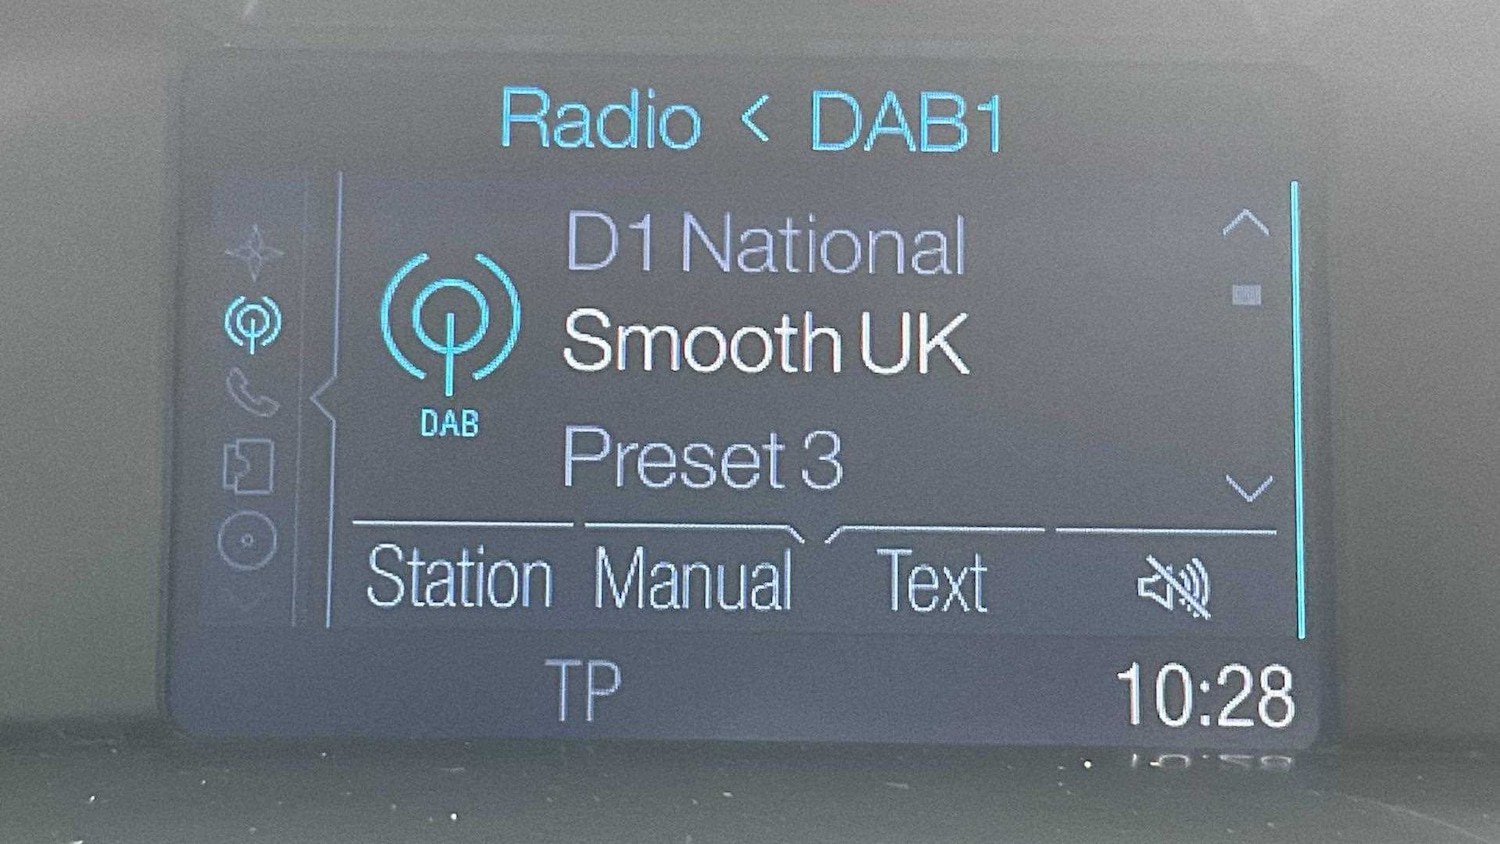 Radio < DAB1
D1 National
Smooth UK
DAB
Preset 3
Station Manual Text
TP 10:28